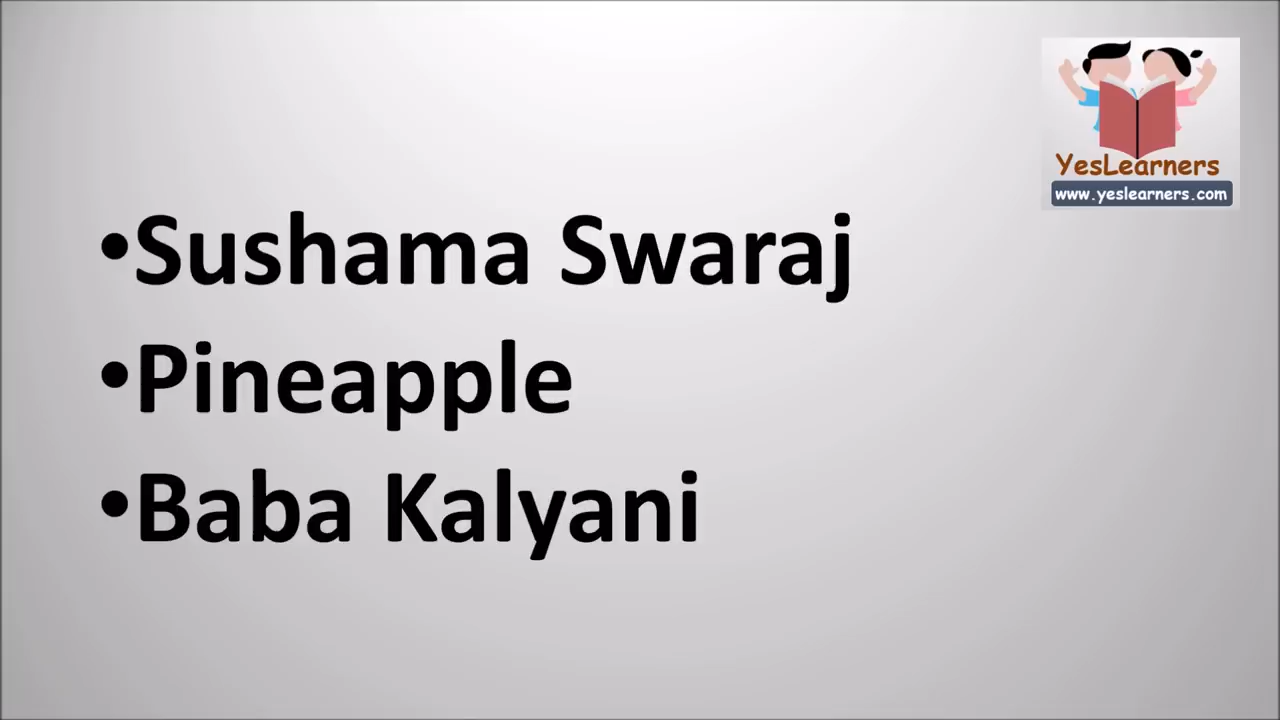 YesLearners
www.yeslearners.com
•Sushama Swaraj
•Pineapple
•Baba Kalyani